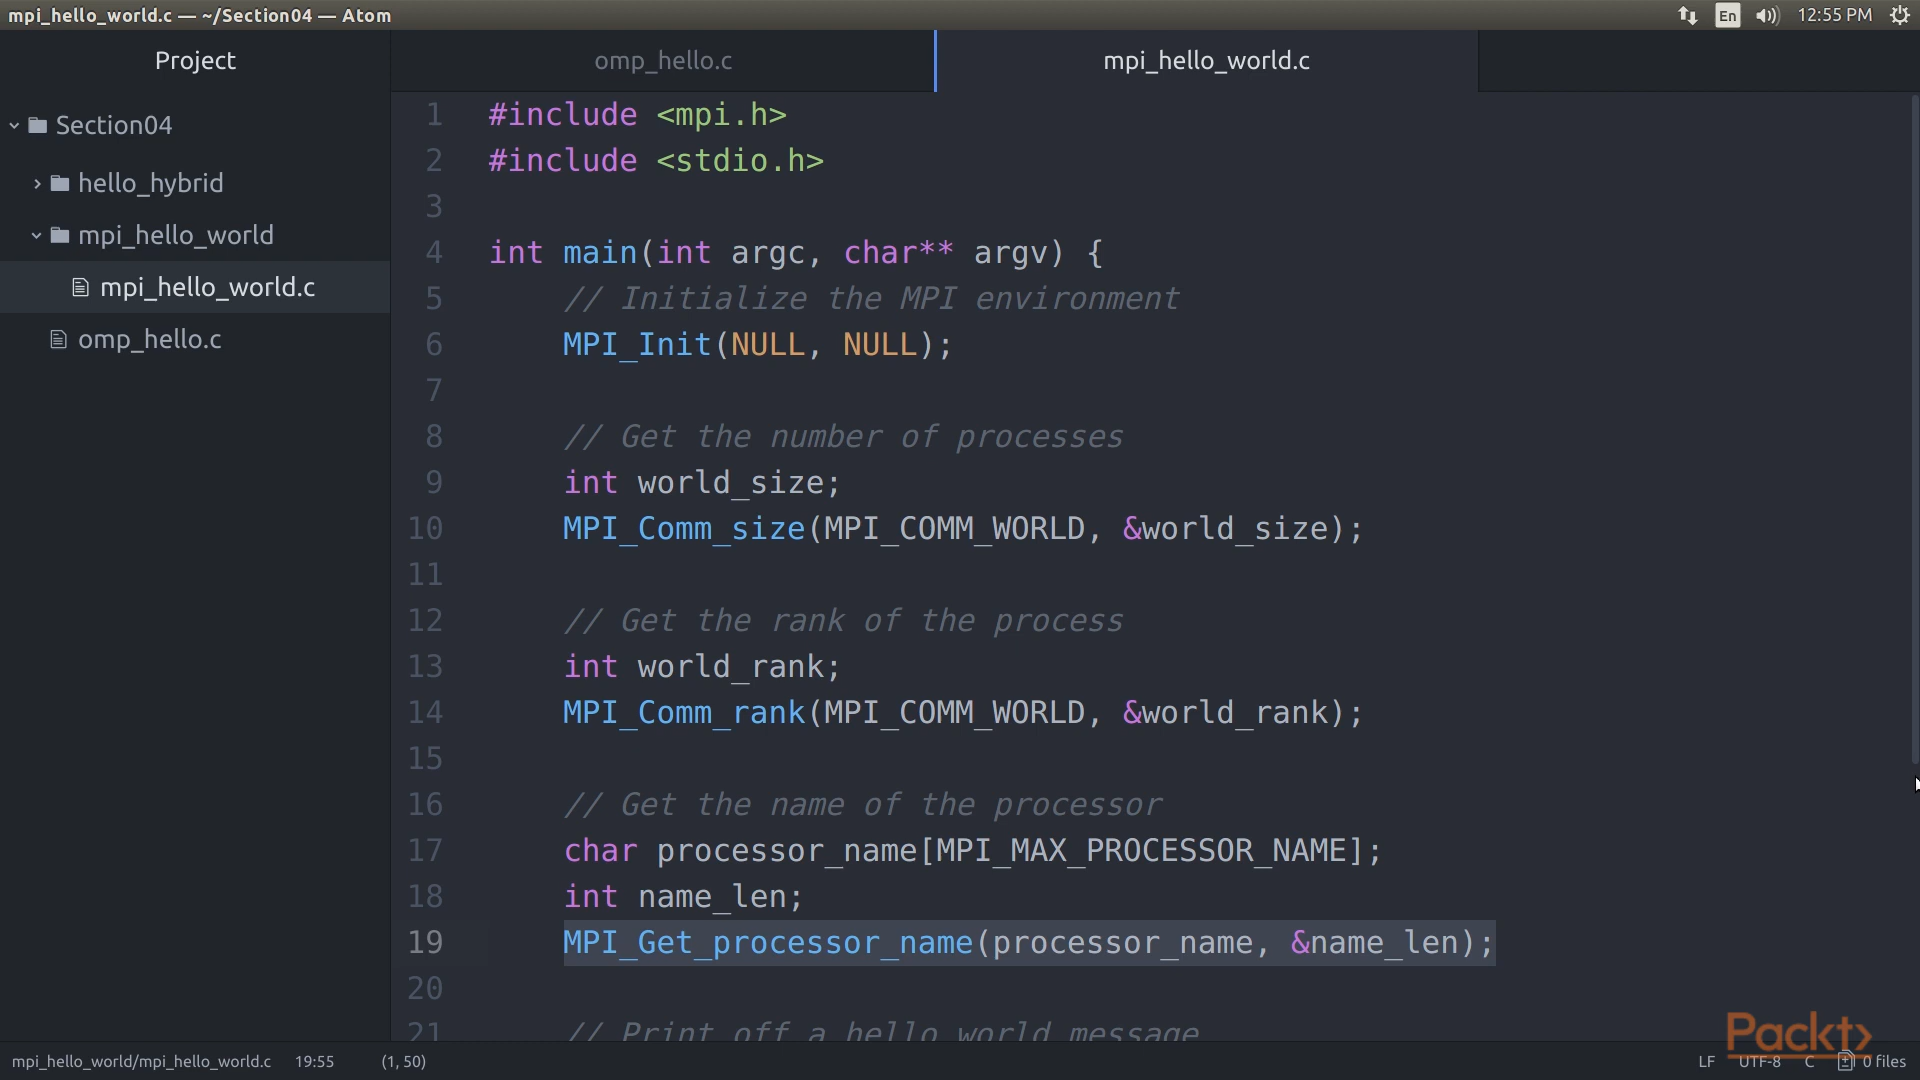 mpi_hello_world.c — ~/Section04 — Atom
En
12:55 PM
Project
omp_hello.c
mpi_hello_world.c
Section04
hello_hybrid
mpi_hello_world
mpi_hello_world.c
omp_hello.c
1 #include <mpi.h>
2 #include <stdio.h>
3
4 int main(int argc, char** argv) {
5 // Initialize the MPI environment
6 MPI_Init(NULL, NULL);
7
8 // Get the number of processes
9 int world_size;
10 MPI_Comm_size(MPI_COMM_WORLD, &world_size);
11
12 // Get the rank of the process
13 int world_rank;
14 MPI_Comm_rank(MPI_COMM_WORLD, &world_rank);
15
16 // Get the name of the processor
17 char processor_name[MPI_MAX_PROCESSOR_NAME];
18 int name_len;
19 MPI_Get_processor_name(processor_name, &name_len);
20
21 // Print off a hello world message
Packt>
mpi_hello_world/mpi_hello_world.c 19:55 (1, 50)
LF UTF-8 C 0 files